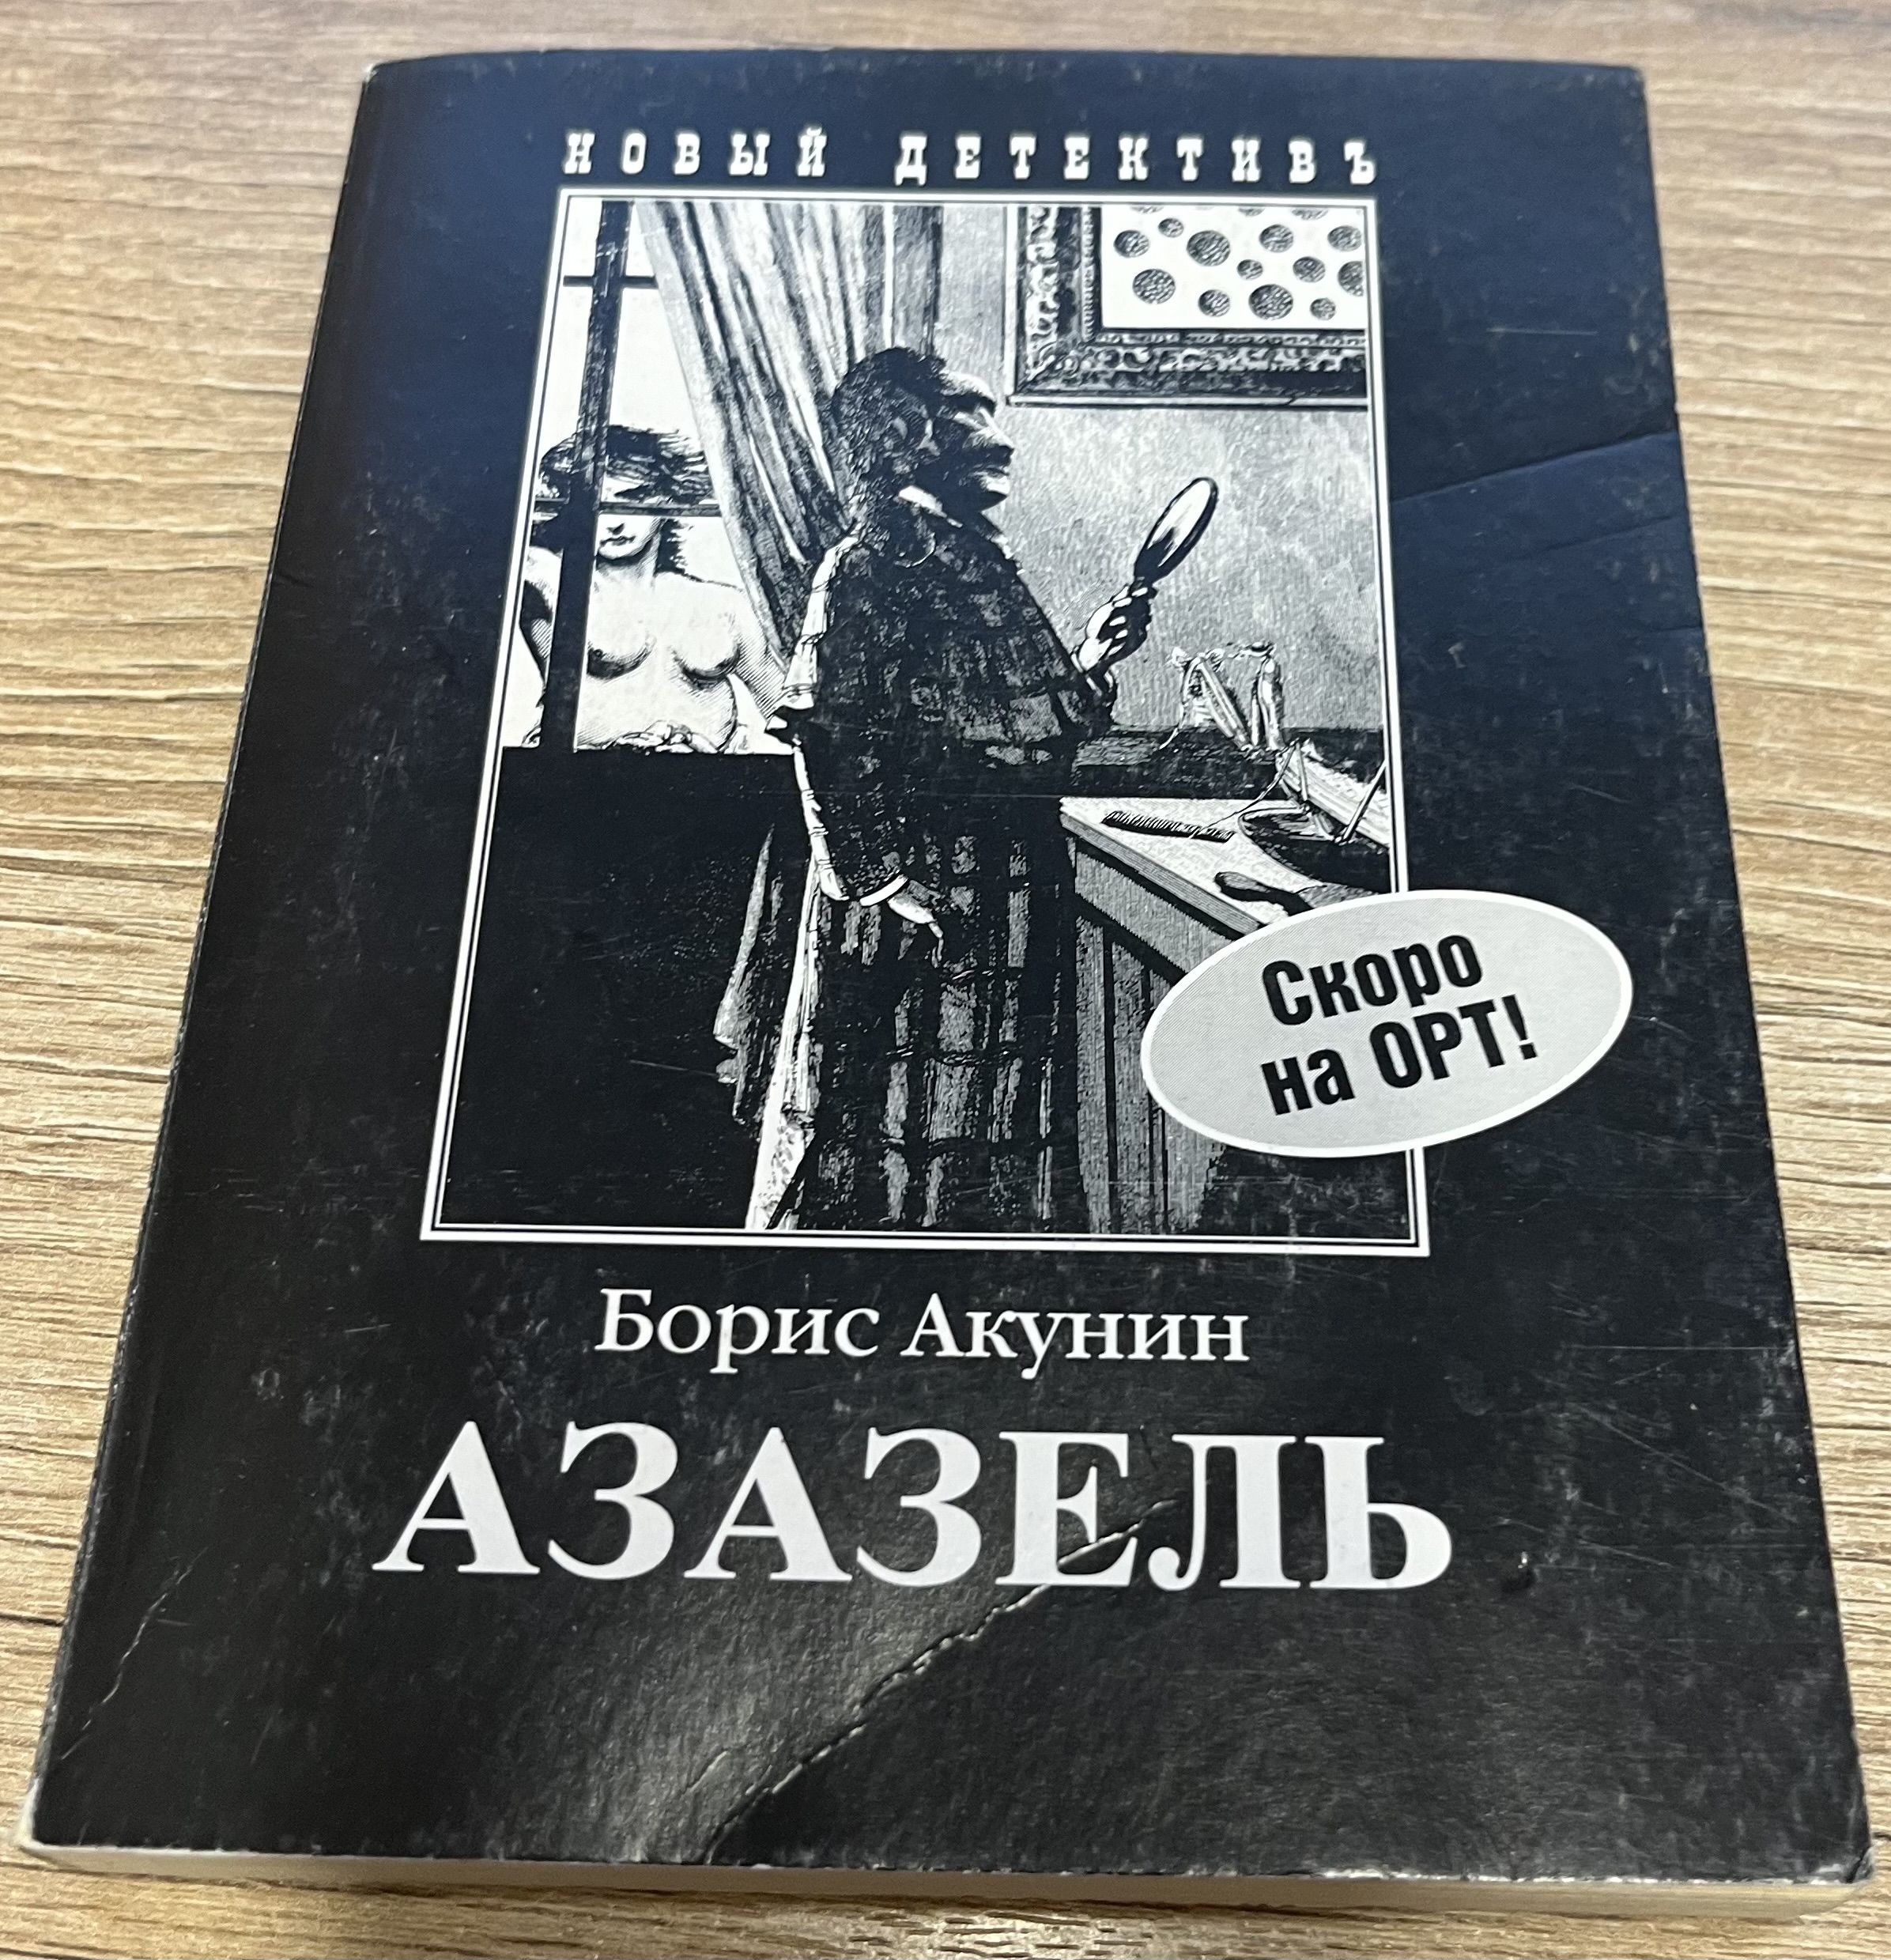 НОВЫЙ ДЕТЕКТИВЪ
Скоро
на ОРТ!
Борис Акунин
АЗАЗЕЛЬ